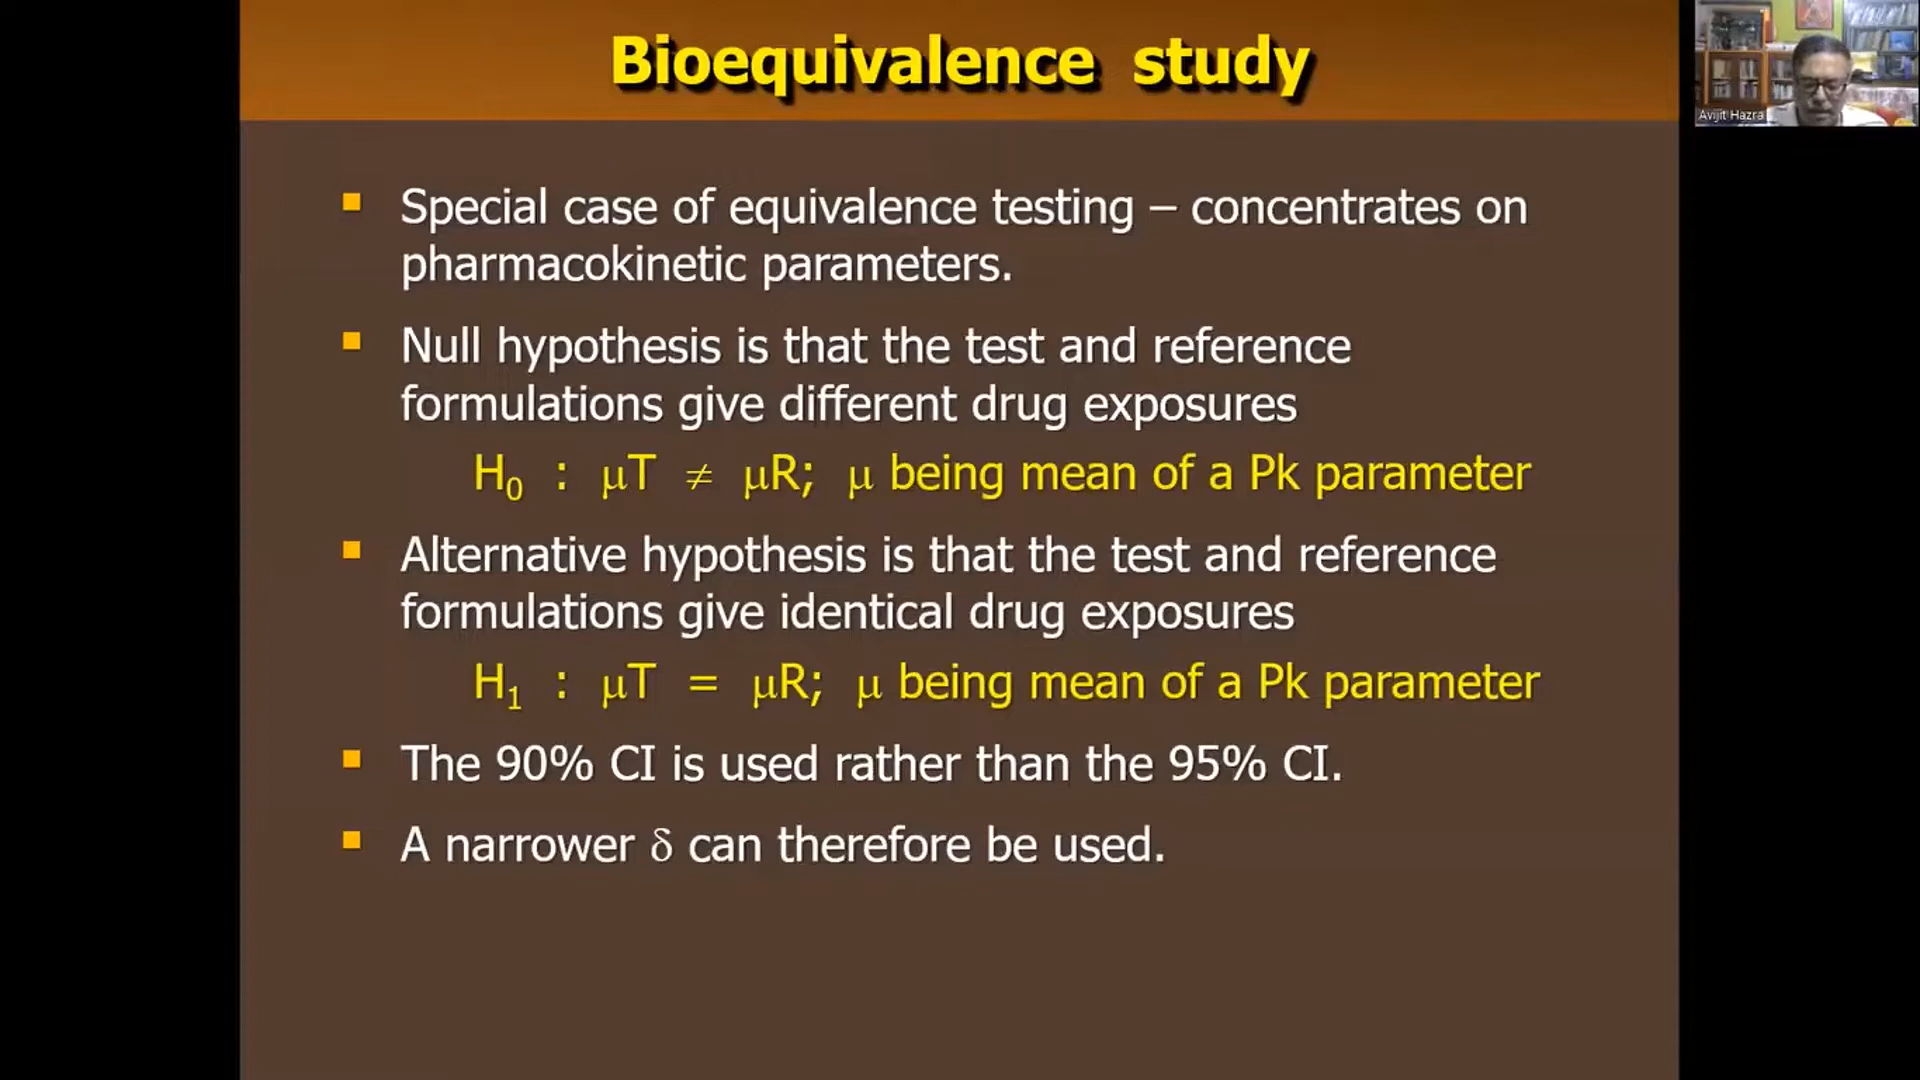 Bioequivalence study
Avijit Hazra
Special case of equivalence testing – concentrates on
pharmacokinetic parameters.
Null hypothesis is that the test and reference
formulations give different drug exposures
H₀ : μT ≠ μR; μ being mean of a Pk parameter
Alternative hypothesis is that the test and reference
formulations give identical drug exposures
H₁ : μT = μR; μ being mean of a Pk parameter
The 90% CI is used rather than the 95% CI.
A narrower δ can therefore be used.